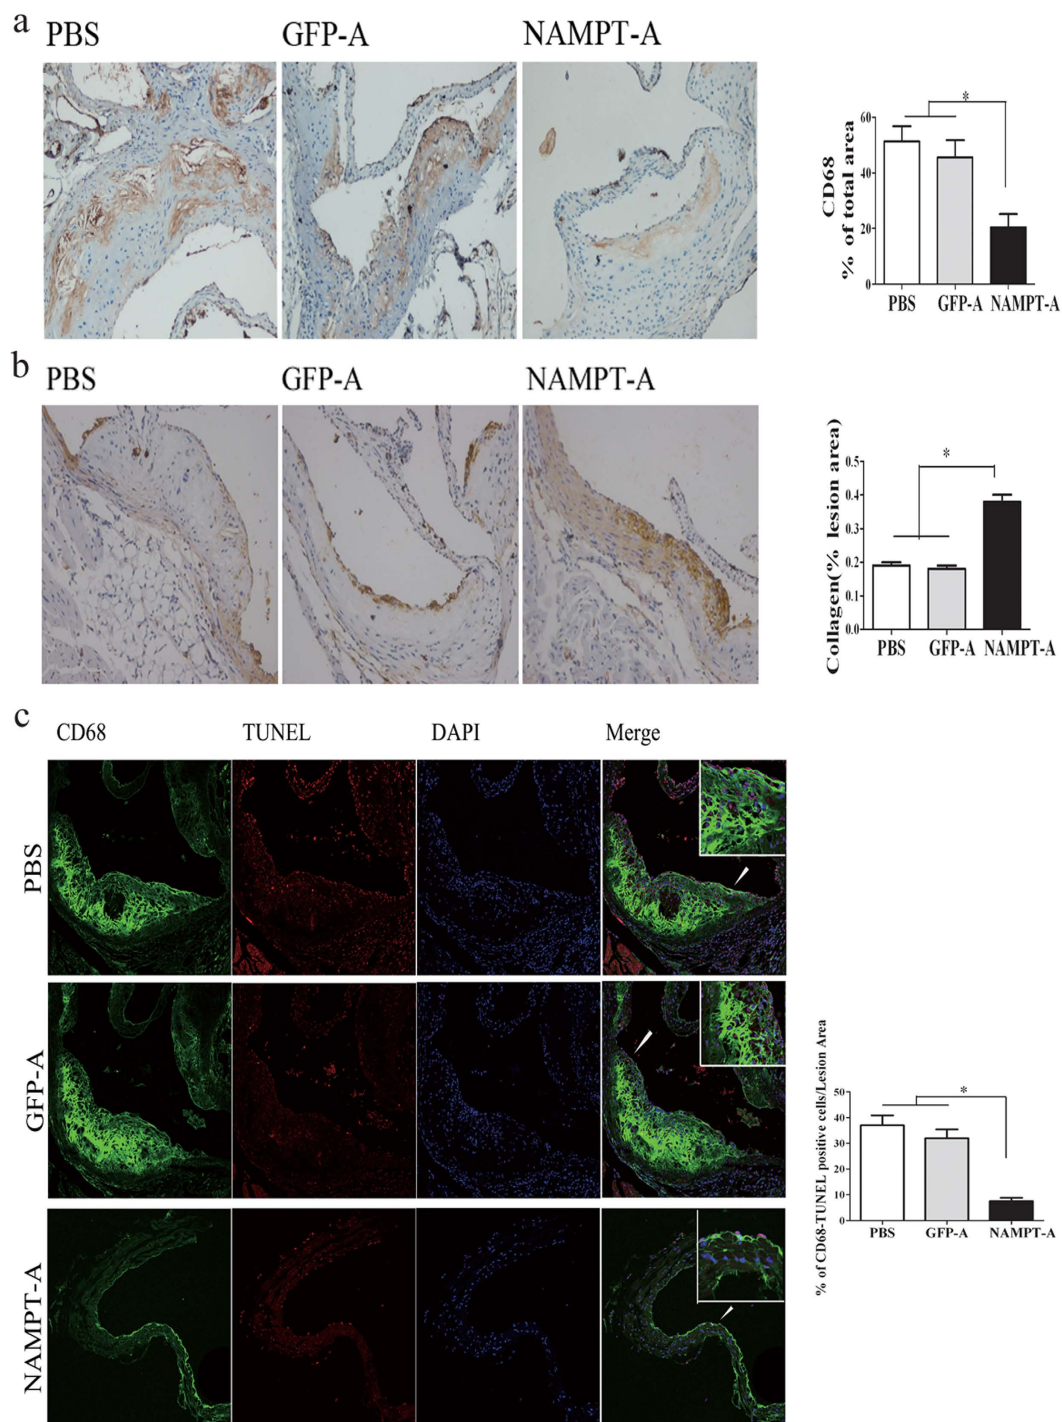 a
PBS GFP-A NAMPT-A
CD68
% of total area
60
40
20
0
*
PBS GFP-A NAMPT-A
b
PBS GFP-A NAMPT-A
Collagen(% lesion area)
0.5
0.4
0.3
0.2
0.1
0.0
*
PBS GFP-A NAMPT-A
c
CD68 TUNEL DAPI Merge
PBS
GFP-A
NAMPT-A
% of CD68-TUNEL positive cells/Lesion Area
50
40
30
20
10
0
*
PBS GFP-A NAMPT-A